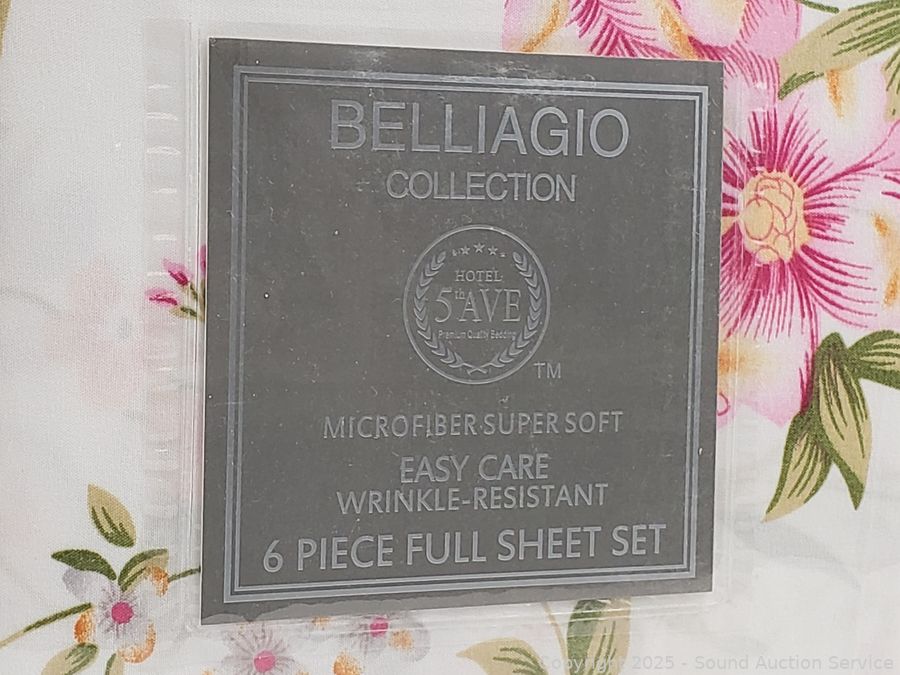 BELLIAGIO
COLLECTION
HOTEL
5th AVE
Premium Quality Bedding
TM
MICROFIBER SUPER SOFT
EASY CARE
WRINKLE-RESISTANT
6 PIECE FULL SHEET SET
Copyright 2025 - Sound Auction Service